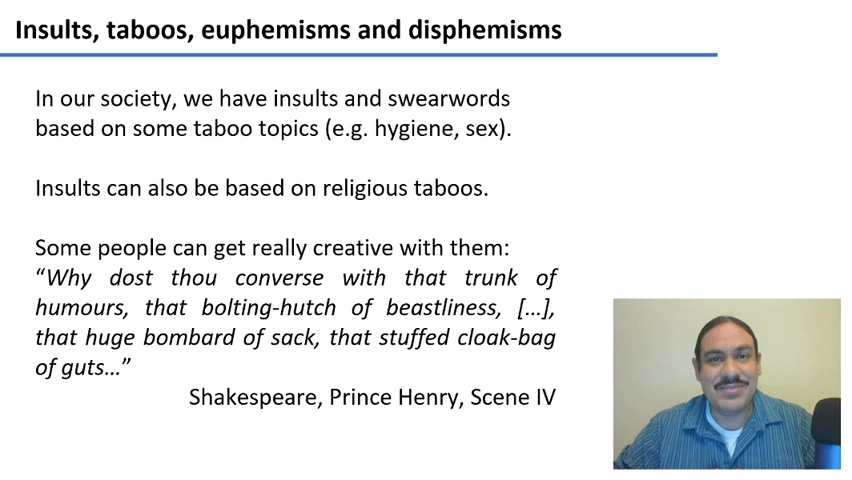 Insults, taboos, euphemisms and disphemisms
In our society, we have insults and swearwords
based on some taboo topics (e.g. hygiene, sex).
Insults can also be based on religious taboos.
Some people can get really creative with them:
“Why dost thou converse with that trunk of
humours, that bolting-hutch of beastliness, […],
that huge bombard of sack, that stuffed cloak-bag
of guts…”
Shakespeare, Prince Henry, Scene IV